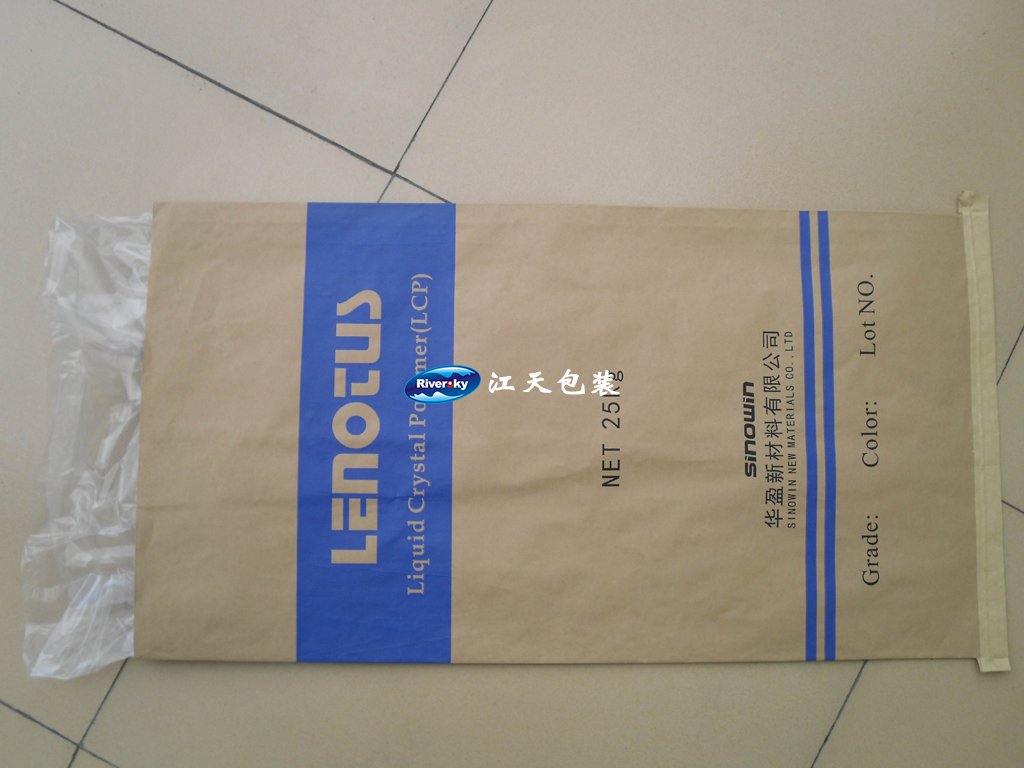 LENOTUS
Liquid Crystal Polymer(LCP)
River sky
江天包装
NET 25Kg
sinowin
华盈新材料有限公司
SINOWIN NEW MATERIALS CO.,LTD
Grade: Color: Lot NO.